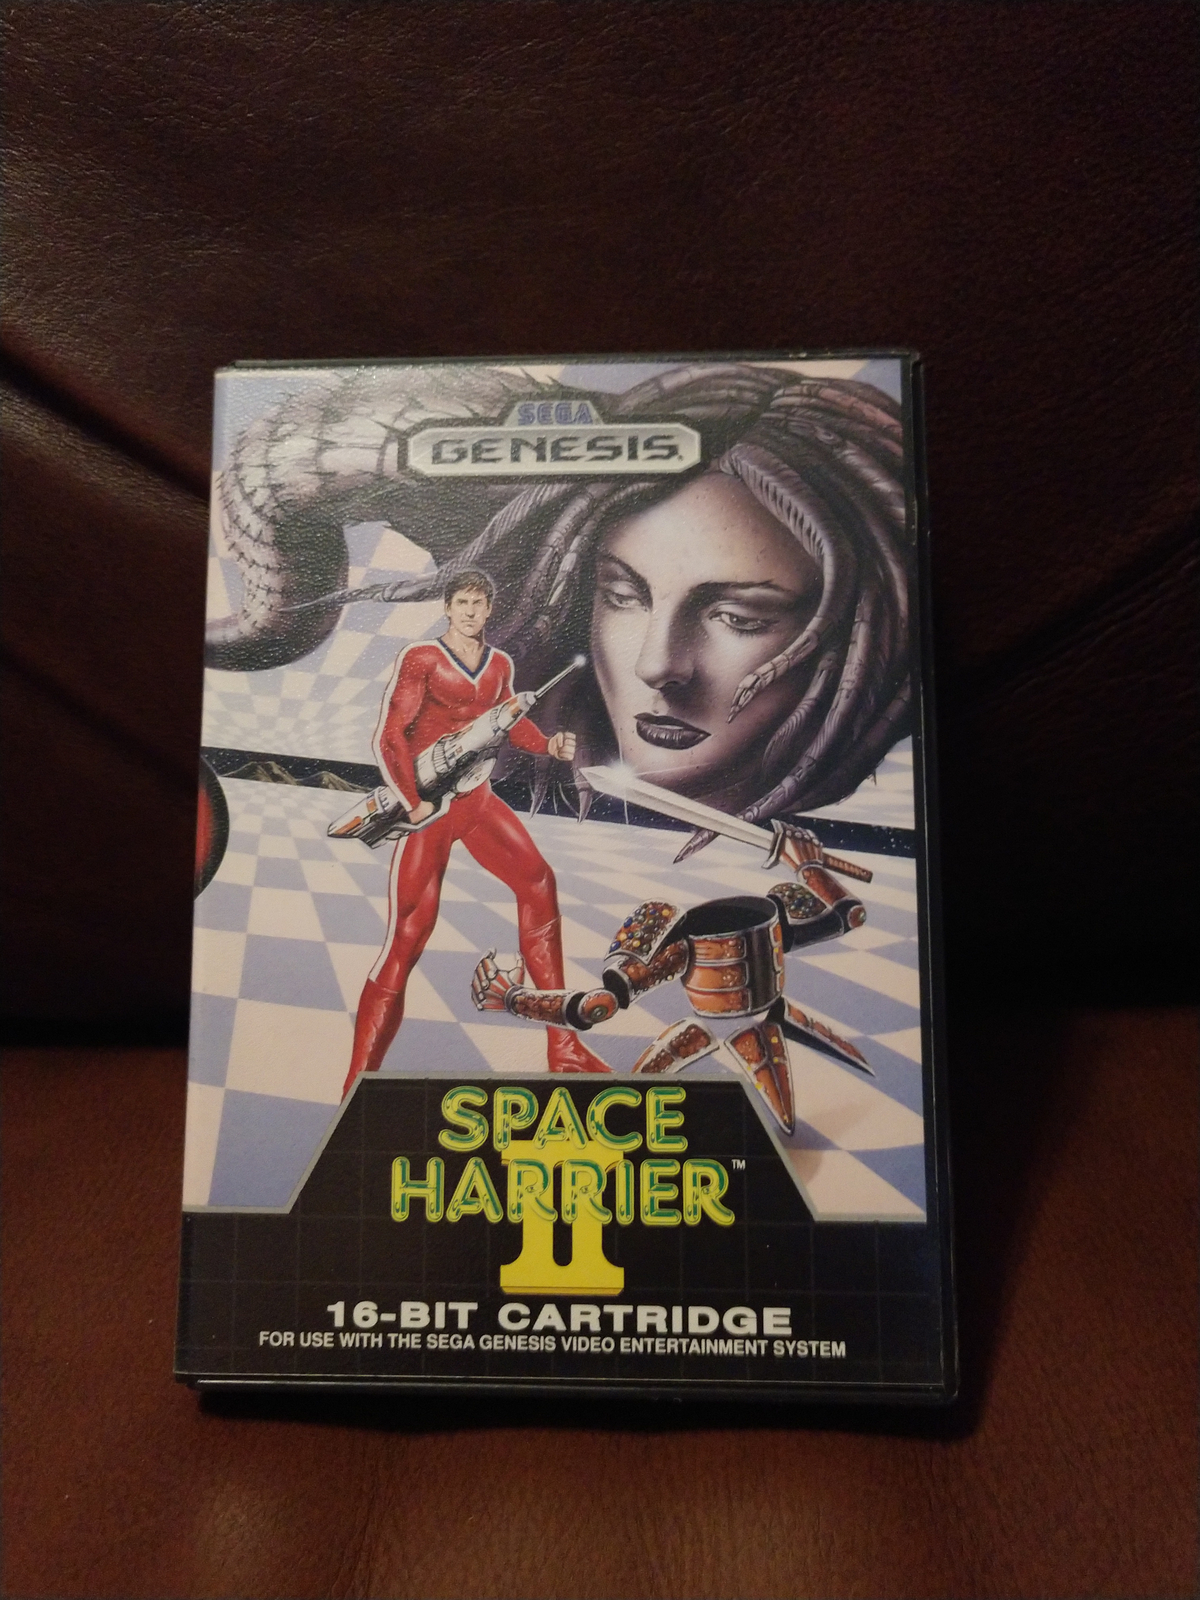 SEGA
GENESIS
SPACE
HARRIER™
II
16-BIT CARTRIDGE
FOR USE WITH THE SEGA GENESIS VIDEO ENTERTAINMENT SYSTEM